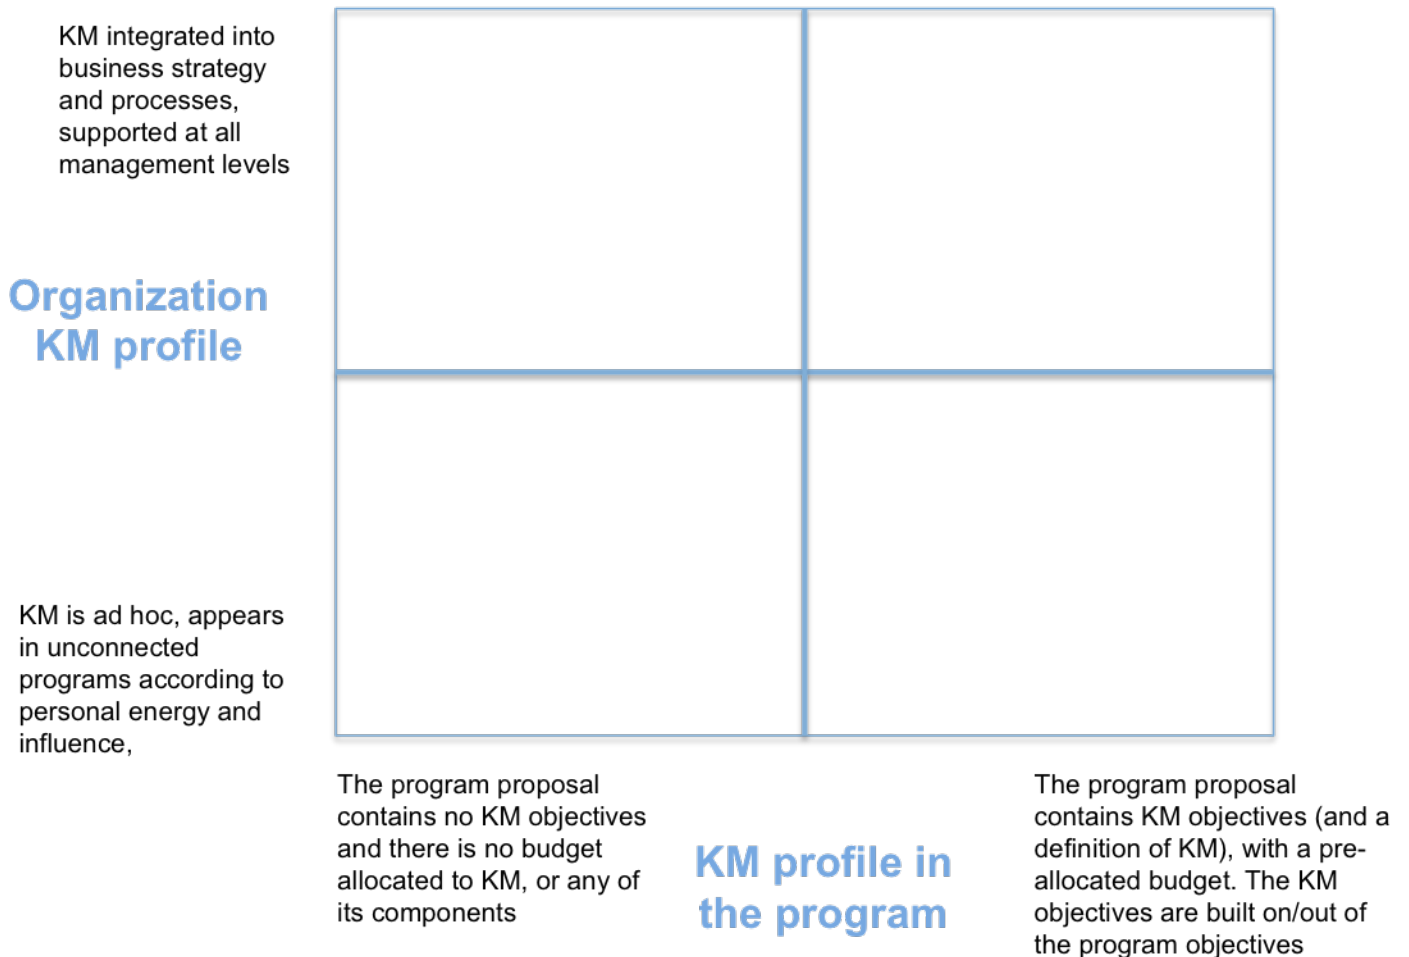 KM integrated into
business strategy
and processes,
supported at all
management levels
Organization
KM profile
KM is ad hoc, appears
in unconnected
programs according to
personal energy and
influence,
The program proposal
contains no KM objectives
and there is no budget
allocated to KM, or any of
its components
KM profile in
the program
The program proposal
contains KM objectives (and a
definition of KM), with a pre-
allocated budget. The KM
objectives are built on/out of
the program objectives